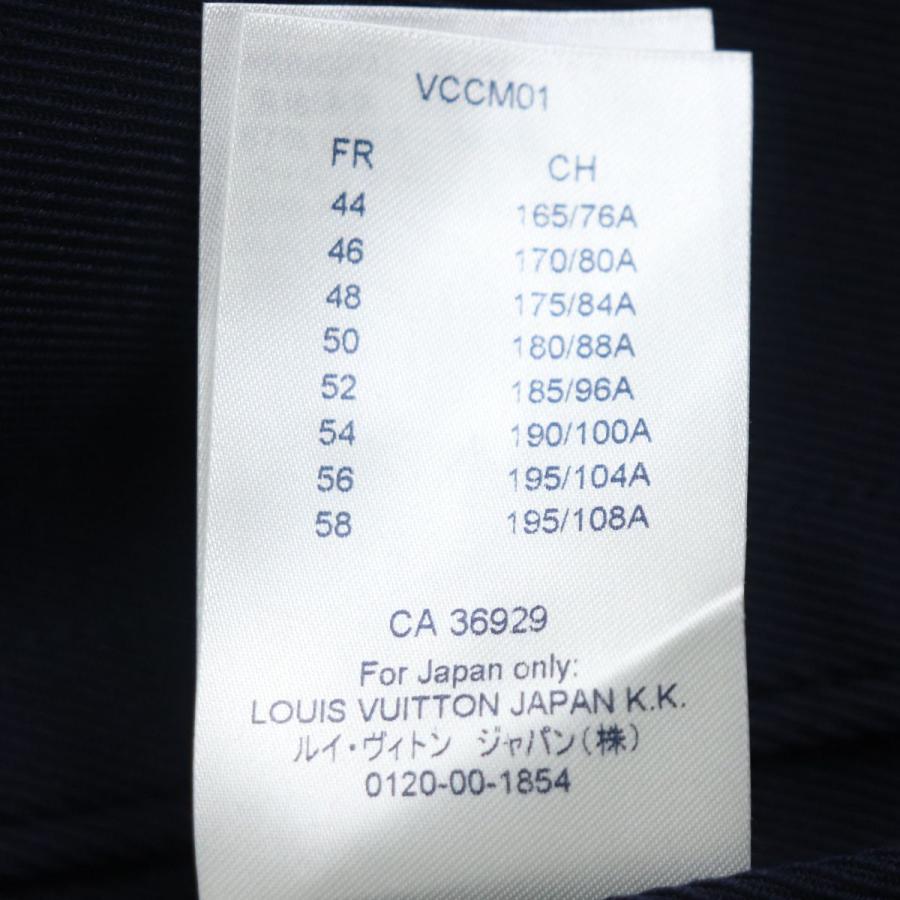 VCCM01
FR CH
44 165/76A
46 170/80A
48 175/84A
50 180/88A
52 185/96A
54 190/100A
56 195/104A
58 195/108A
CA 36929
For Japan only:
LOUIS VUITTON JAPAN K.K.
ルイ・ヴィトン ジャパン(株)
0120-00-1854